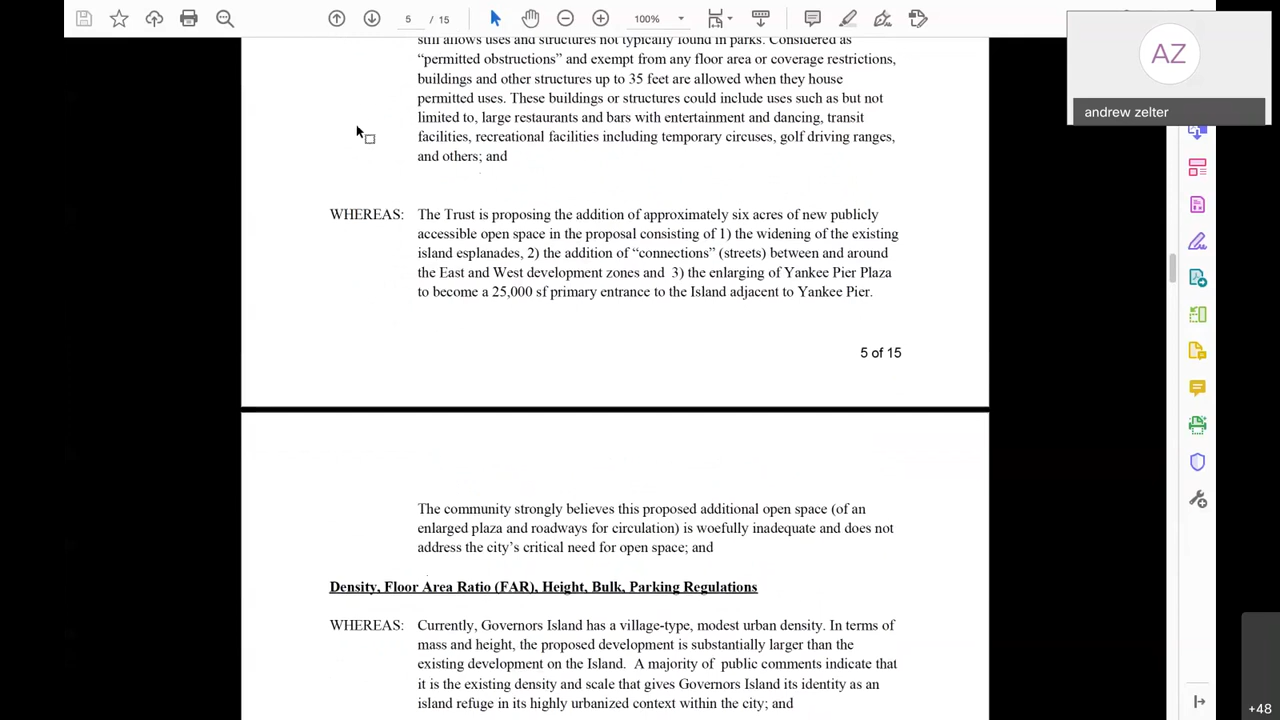 5 / 15
100%
AZ
andrew zelter
still allows uses and structures not typically found in parks. Considered as
“permitted obstructions” and exempt from any floor area or coverage restrictions,
buildings and other structures up to 35 feet are allowed when they house
permitted uses. These buildings or structures could include uses such as but not
limited to, large restaurants and bars with entertainment and dancing, transit
facilities, recreational facilities including temporary circuses, golf driving ranges,
and others; and
WHEREAS: The Trust is proposing the addition of approximately six acres of new publicly
accessible open space in the proposal consisting of 1) the widening of the existing
island esplanades, 2) the addition of “connections” (streets) between and around
the East and West development zones and 3) the enlarging of Yankee Pier Plaza
to become a 25,000 sf primary entrance to the Island adjacent to Yankee Pier.
5 of 15
The community strongly believes this proposed additional open space (of an
enlarged plaza and roadways for circulation) is woefully inadequate and does not
address the city’s critical need for open space; and
Density, Floor Area Ratio (FAR), Height, Bulk, Parking Regulations
WHEREAS: Currently, Governors Island has a village-type, modest urban density. In terms of
mass and height, the proposed development is substantially larger than the
existing development on the Island. A majority of public comments indicate that
it is the existing density and scale that gives Governors Island its identity as an
island refuge in its highly urbanized context within the city; and
+48